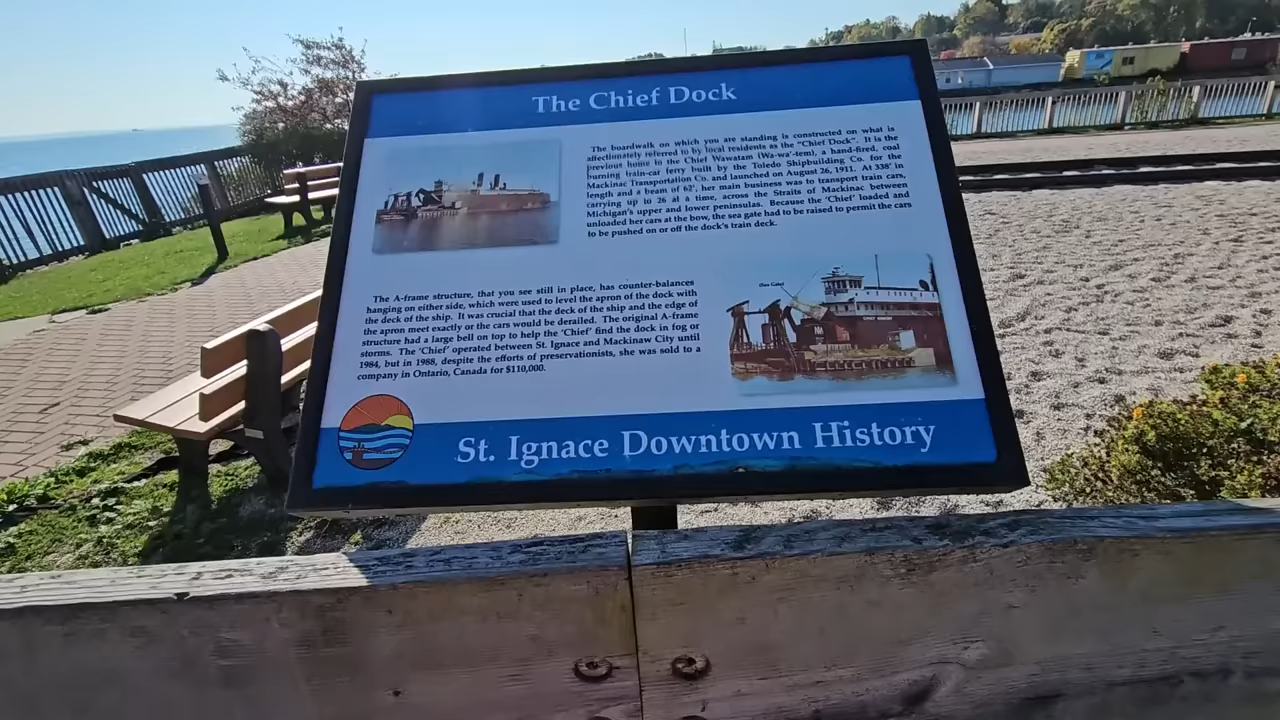 The Chief Dock
The boardwalk on which you are standing is constructed on what is
affectionately referred to by local residents as the "Chief Dock". It is the
previous home to the Chief Wawatam (Wa-wa'-tem), a hand-fired, coal
burning train-car ferry built by the Toledo Shipbuilding Co. for the
Mackinac Transportation Co. and launched on August 26, 1911. At 338' in
length and a beam of 62', her main business was to transport train cars,
carrying up to 26 at a time, across the Straits of Mackinac between
Michigan's upper and lower peninsulas. Because the 'Chief' loaded and
unloaded her cars at the bow, the sea gate had to be raised to permit the cars
to be pushed on or off the dock's train deck.
The A-frame structure, that you see still in place, has counter-balances
hanging on either side, which were used to level the apron of the dock with
the deck of the ship. It was crucial that the deck of the ship and the edge of
the apron meet exactly or the cars would be derailed. The original A-frame
structure had a large bell on top to help the 'Chief' find the dock in fog or
storms. The 'Chief' operated between St. Ignace and Mackinaw City until
1984, but in 1988, despite the efforts of preservationists, she was sold to a
company in Ontario, Canada for $110,000.
(Sea Gate)
St. Ignace Downtown History